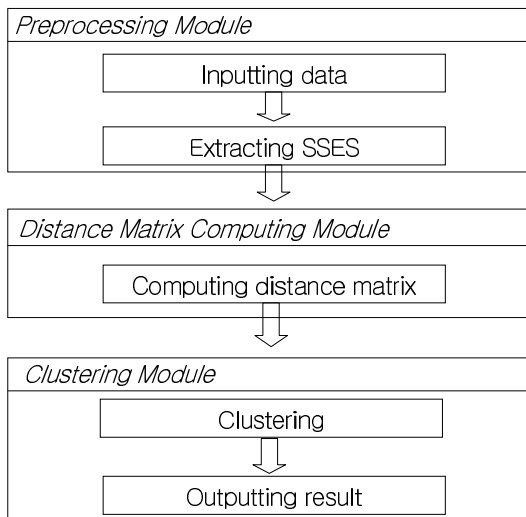 Preprocessing Module
Inputting data
Extracting SSES
Distance Matrix Computing Module
Computing distance matrix
Clustering Module
Clustering
Outputting result